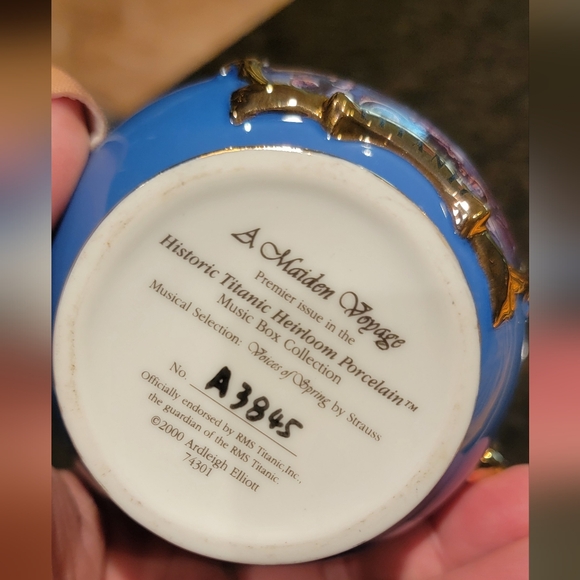 A Maiden Voyage
Premier issue in the
Historic Titanic Heirloom Porcelain™
Music Box Collection
Musical Selection: Voices of Spring by Strauss
No. A3845
Officially endorsed by RMS Titanic, Inc.
the guardian of the RMS Titanic.
©2000 Ardleigh Elliott
74301